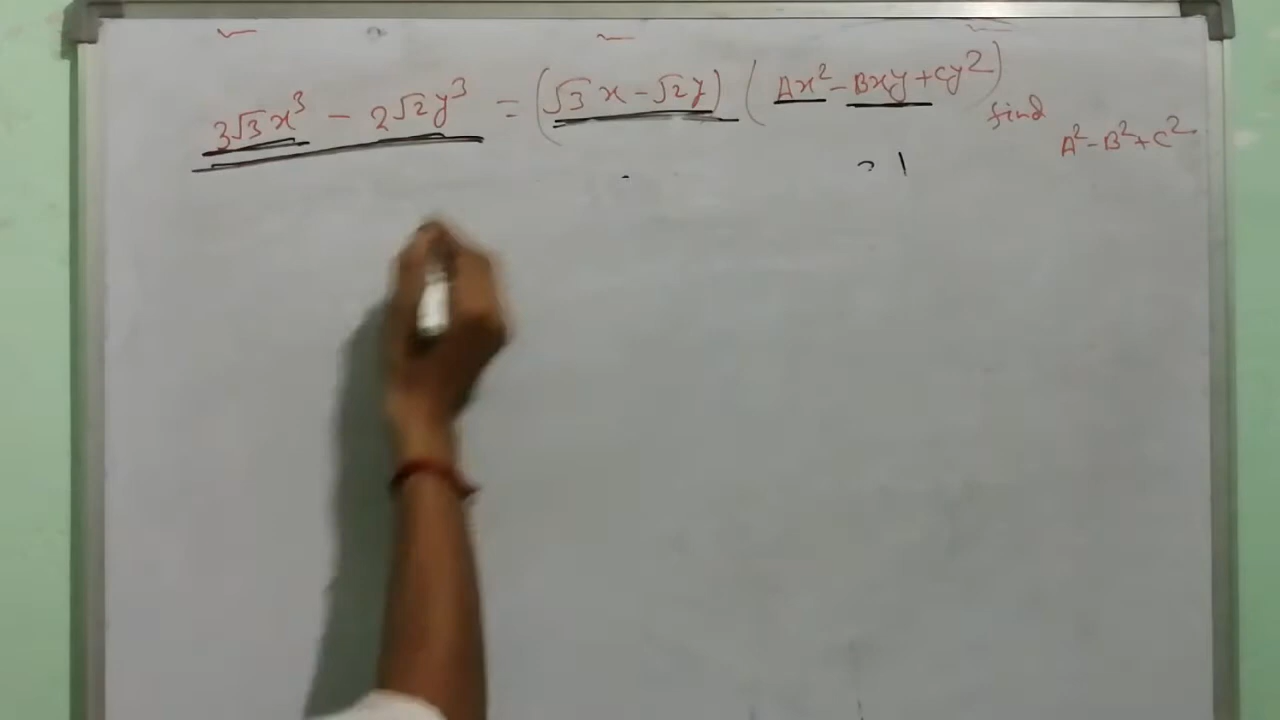 3√3x³ - 2√2y³ = (√3x - √2y) (Ax² - Bxy + Cy²) find
A² - B² + C²